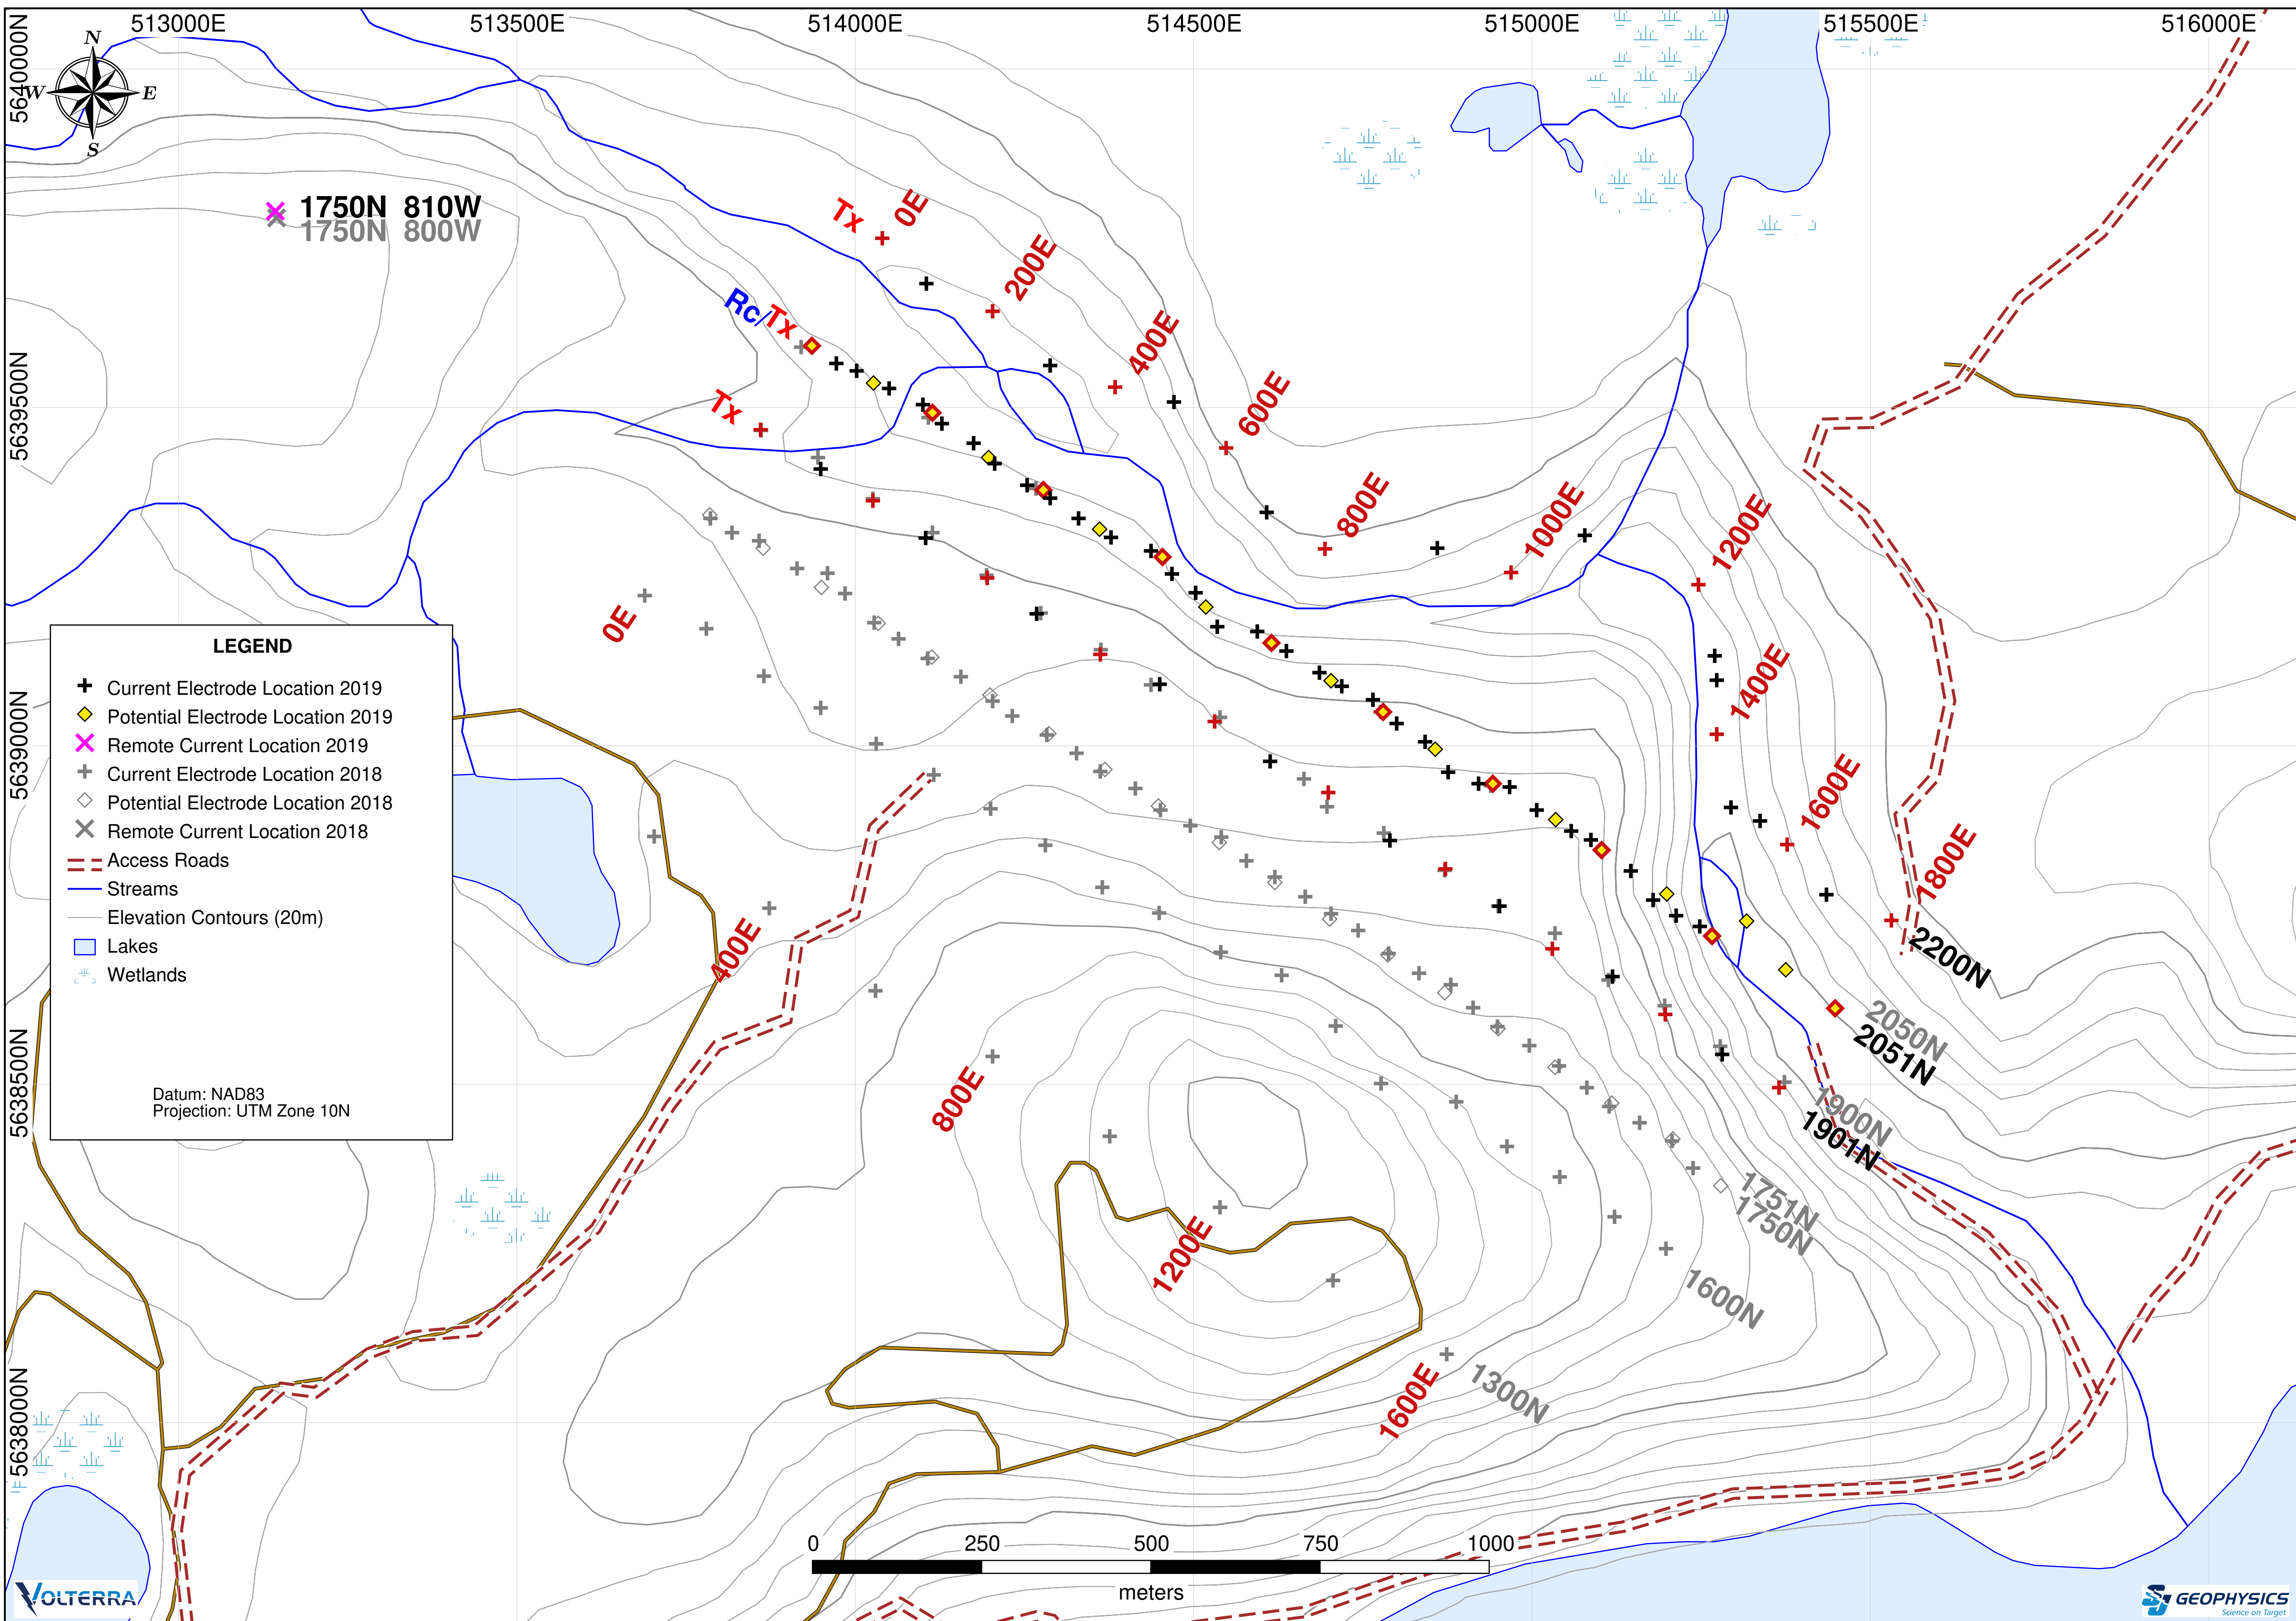 513000E
513500E
514000E
514500E
515000E
515500E
516000E
5640000N
5639500N
5639000N
5638500N
5638000N
N
W
E
S
1750N 810W
1750N 800W
Tx
0E
200E
Rc/Tx
400E
Tx
600E
800E
1000E
1200E
0E
1400E
1600E
1800E
400E
2200N
2050N
2051N
800E
1900N
1901N
1751N
1750N
1200E
1600N
1600E
1300N
LEGEND
Current Electrode Location 2019
Potential Electrode Location 2019
Remote Current Location 2019
Current Electrode Location 2018
Potential Electrode Location 2018
Remote Current Location 2018
Access Roads
Streams
Elevation Contours (20m)
Lakes
Wetlands
Datum: NAD83
Projection: UTM Zone 10N
0 250 500 750 1000
meters
VOLTERRA
SJ GEOPHYSICS
Science on Target